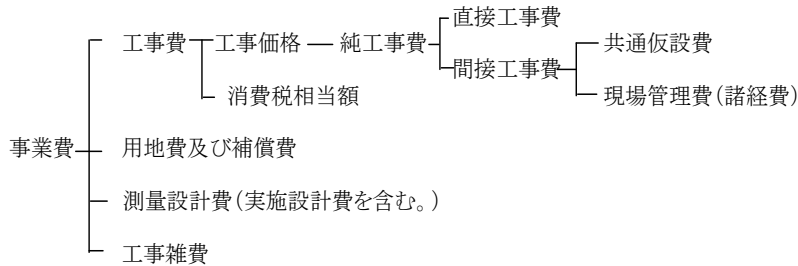 直接工事費
工事費 工事価格 純工事費 共通仮設費
間接工事費
消費税相当額 現場管理費(諸経費)
事業費 用地費及び補償費
測量設計費(実施設計費を含む。)
工事雑費